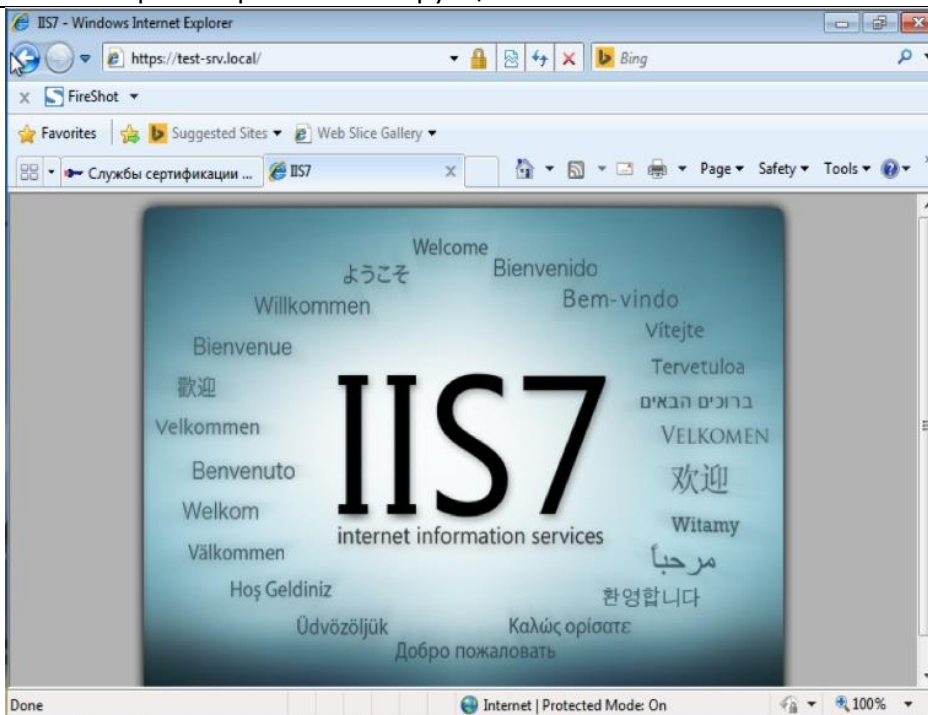 IIS7 - Windows Internet Explorer
https://test-srv.local/
Bing
x FireShot
Favorites Suggested Sites Web Slice Gallery
Службы сертификации ... IIS7 x Page Safety Tools
Welcome
ようこそ Bienvenido
Willkommen Bem-vindo
Vítejte
Bienvenue
Tervetuloa
歡迎
ברוכים הבאים
Velkommen VELKOMEN
Benvenuto 欢迎
IIS7
Welkom Witamy
internet information services
Välkommen مرحباً
Hoş Geldiniz 환영합니다
Üdvözöljük Καλώς ορίσατε
Добро пожаловать
Done Internet | Protected Mode: On 100%